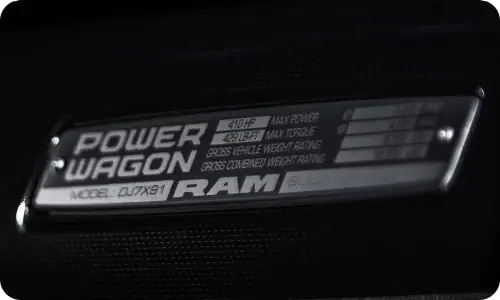 POWER
WAGON
410 HP MAX POWER
429 LB-FT MAX TORQUE
GROSS VEHICLE WEIGHT RATING
GROSS COMBINED WEIGHT RATING
MODEL: DJ7X91 RAM